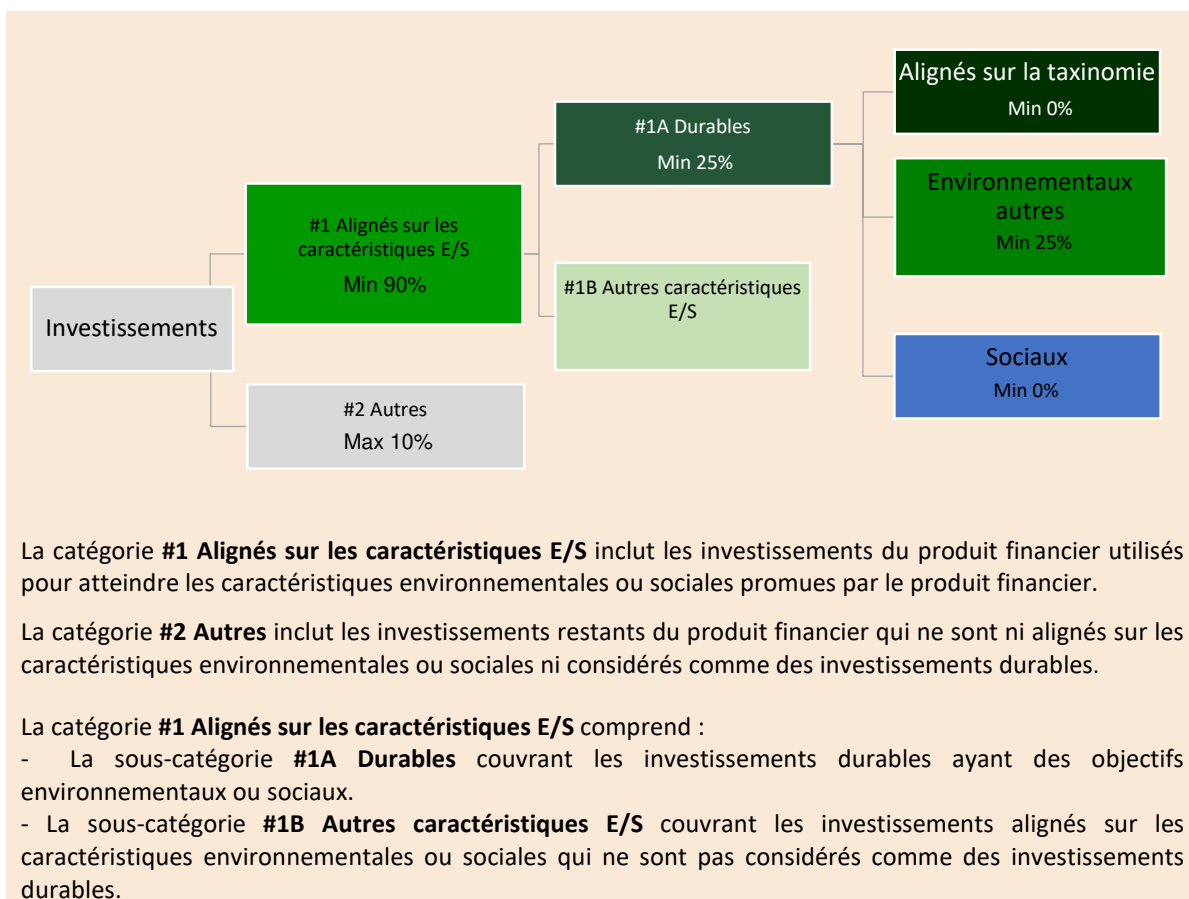 Investissements
#1 Alignés sur les
caractéristiques E/S
Min 90%
#2 Autres
Max 10%
#1A Durables
Min 25%
#1B Autres caractéristiques
E/S
Alignés sur la taxinomie
Min 0%
Environnementaux
autres
Min 25%
Sociaux
Min 0%
La catégorie #1 Alignés sur les caractéristiques E/S inclut les investissements du produit financier utilisés
pour atteindre les caractéristiques environnementales ou sociales promues par le produit financier.
La catégorie #2 Autres inclut les investissements restants du produit financier qui ne sont ni alignés sur les
caractéristiques environnementales ou sociales ni considérés comme des investissements durables.
La catégorie #1 Alignés sur les caractéristiques E/S comprend :
- La sous-catégorie #1A Durables couvrant les investissements durables ayant des objectifs
environnementaux ou sociaux.
- La sous-catégorie #1B Autres caractéristiques E/S couvrant les investissements alignés sur les
caractéristiques environnementales ou sociales qui ne sont pas considérés comme des investissements
durables.